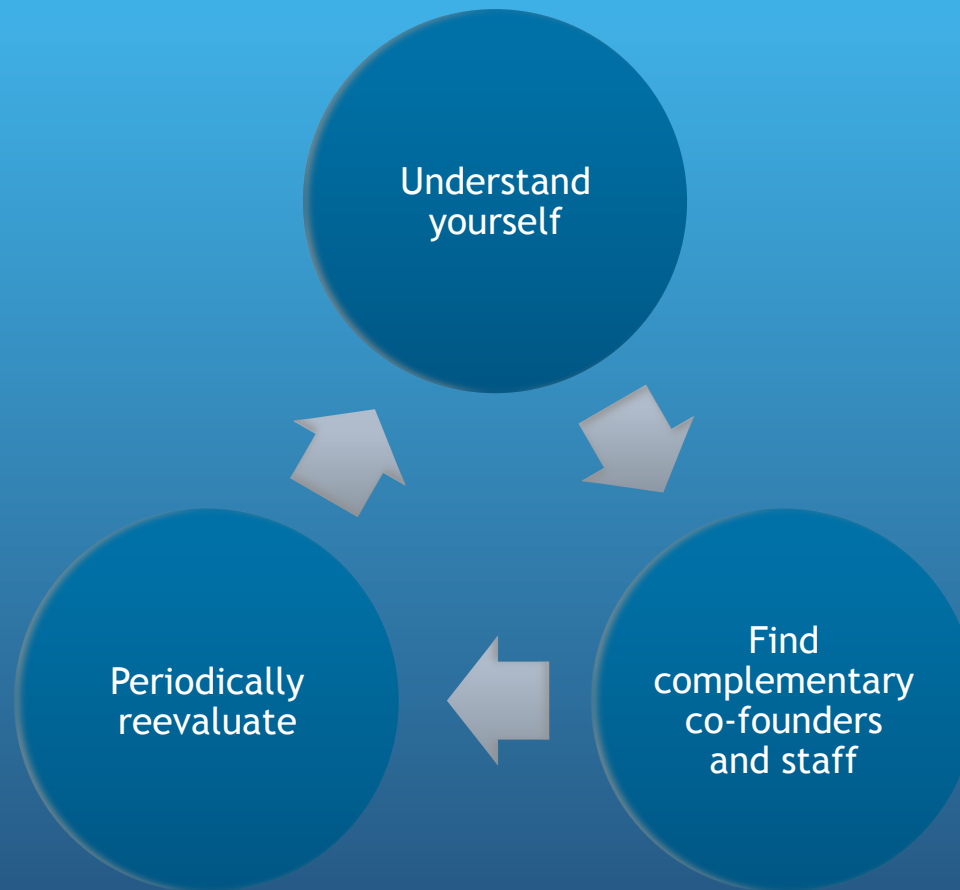 Understand
yourself
Find
complementary
co-founders
and staff
Periodically
reevaluate